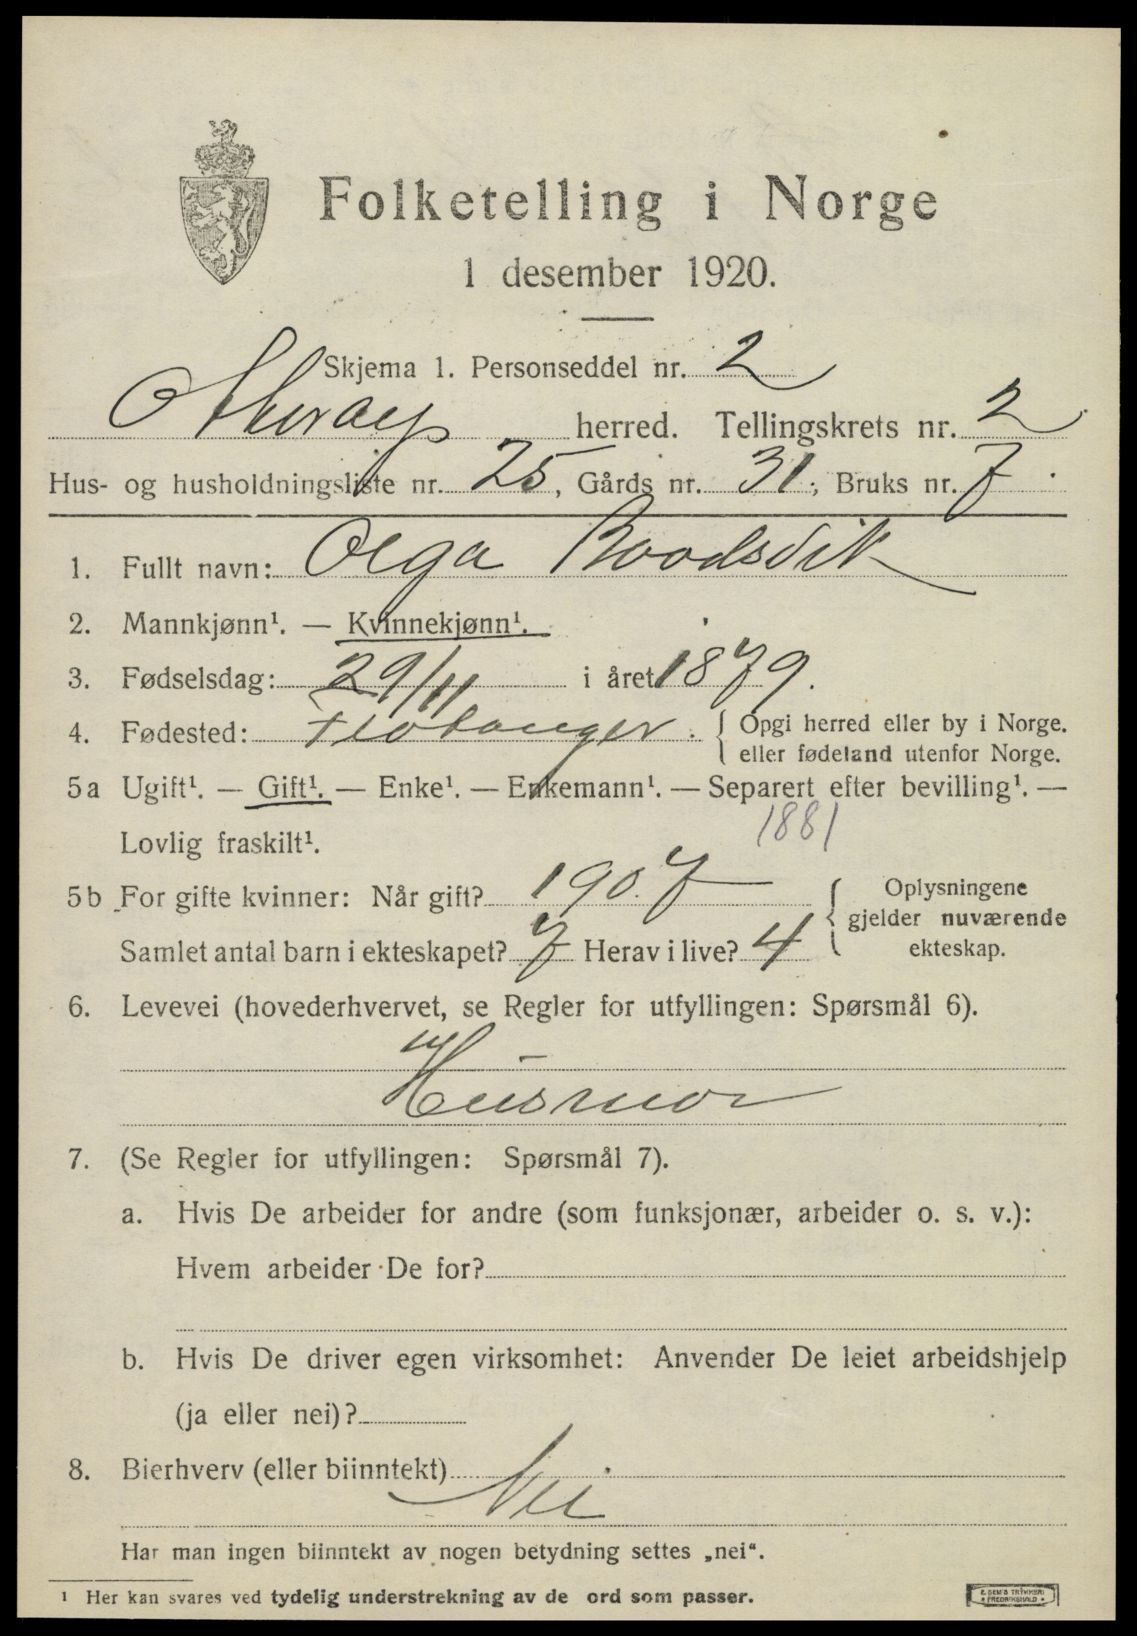 Folketelling i Norge
1 desember 1920.
Skjema 1. Personseddel nr. 2
herred. Tellingskrets nr. 2
Hus- og husholdningsliste nr. 25, Gårds nr. 31; Bruks nr. 7
1. Fullt navn: Olga Roodsvik
2. Mannkjønn¹. — Kvinnekjønn¹.
3. Fødselsdag: 29/11 i året 1879.
4. Fødested: { Opgi herred eller by i Norge.
eller fødeland utenfor Norge.
5a Ugift¹. — Gift¹. — Enke¹. — Enkemann¹. — Separert efter bevilling¹. —
Lovlig fraskilt¹. 1881
5b For gifte kvinner: Når gift? 1907 { Oplysningene
gjelder nuværende
Samlet antal barn i ekteskapet? 7 Herav i live? 4 ekteskap.
6. Levevei (hovederhvervet, se Regler for utfyllingen: Spørsmål 6).
Husmor
7. (Se Regler for utfyllingen: Spørsmål 7).
a. Hvis De arbeider for andre (som funksjonær, arbeider o. s. v.):
Hvem arbeider De for?
b. Hvis De driver egen virksomhet: Anvender De leiet arbeidshjelp
(ja eller nei)?
8. Bierhverv (eller biinntekt) Nei
Har man ingen biinntekt av nogen betydning settes „nei“.
¹ Her kan svares ved tydelig understrekning av de ord som passer.
E. SEM'S TRYKKERI
FREDRIKSHALD